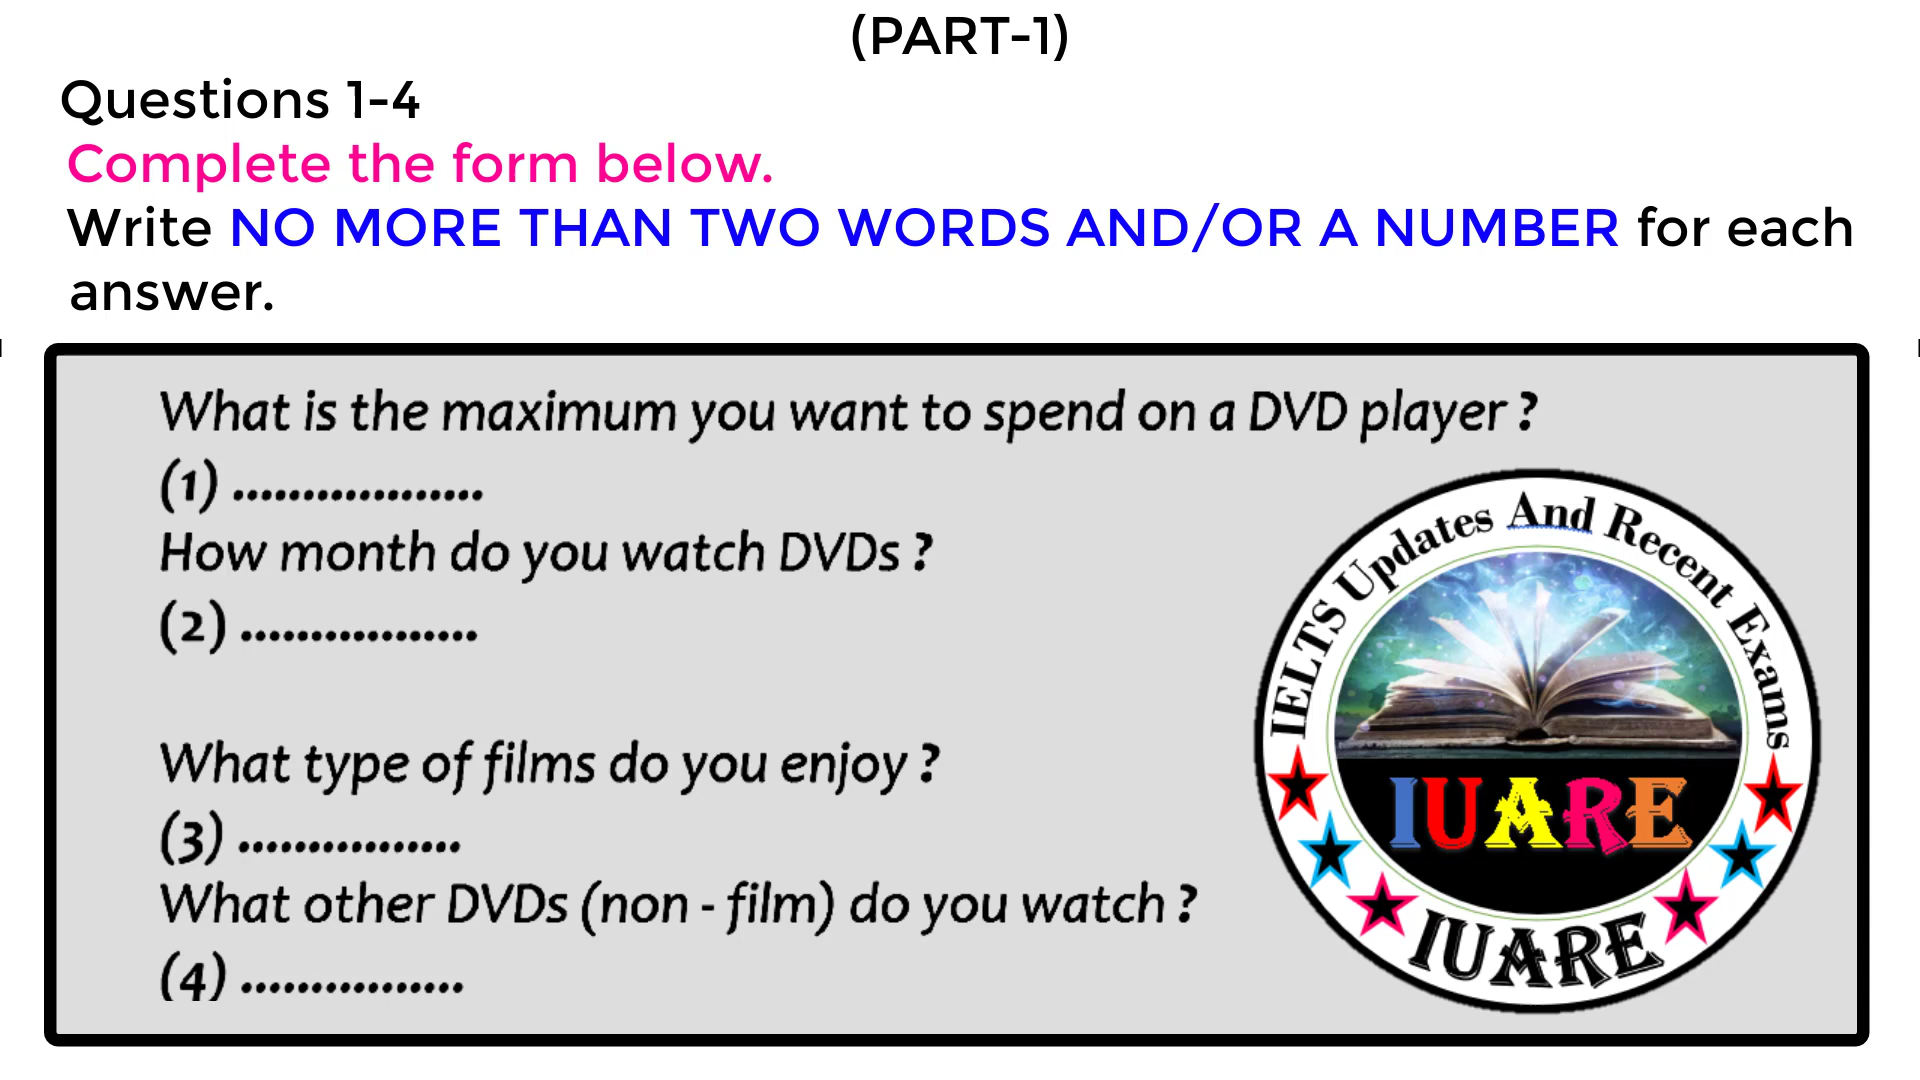 (PART-1)
Questions 1-4
Complete the form below.
Write NO MORE THAN TWO WORDS AND/OR A NUMBER for each
answer.
What is the maximum you want to spend on a DVD player ?
(1) ..................
How month do you watch DVDs ?
(2) .................
What type of films do you enjoy ?
(3) ................
What other DVDs (non - film) do you watch ?
(4) ................
IELTS Updates And Recent Exams
IUARE
IUARE